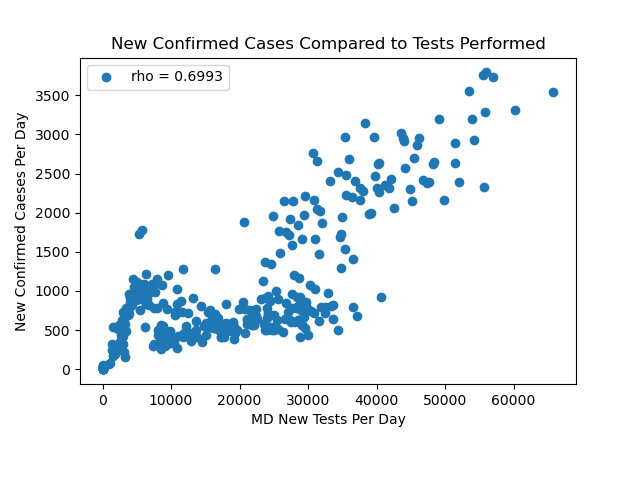 New Confirmed Cases Compared to Tests Performed
rho = 0.6993
New Confirmed Caeses Per Day
3500
3000
2500
2000
1500
1000
500
0
0 10000 20000 30000 40000 50000 60000
MD New Tests Per Day